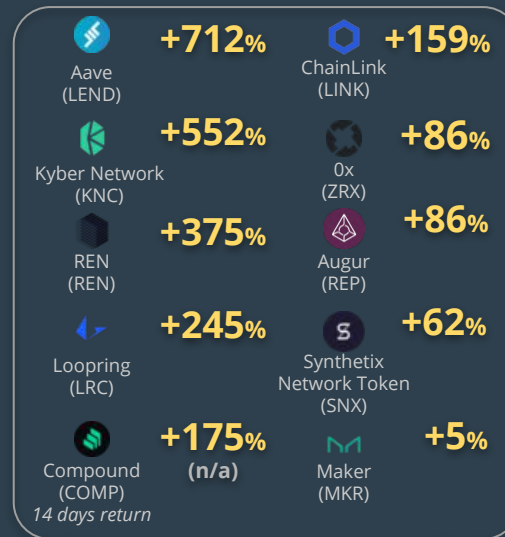 +712%
Aave
(LEND)
+159%
ChainLink
(LINK)
+552%
Kyber Network
(KNC)
+86%
0x
(ZRX)
+375%
REN
(REN)
+86%
Augur
(REP)
+245%
Loopring
(LRC)
+62%
Synthetix
Network Token
(SNX)
+175%
(n/a)
Compound
(COMP)
14 days return
+5%
Maker
(MKR)